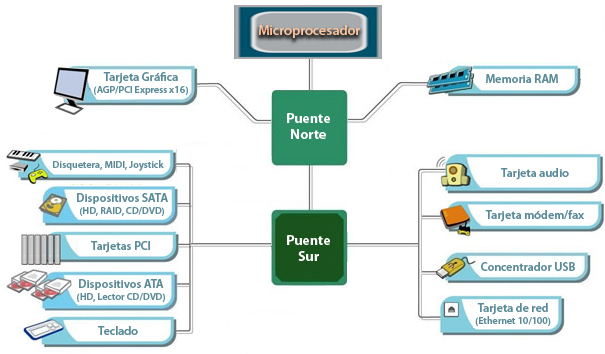 Microprocesador
Tarjeta Gráfica
(AGP/PCI Express x16)
Memoria RAM
Puente
Norte
Disquetera, MIDI, Joystick
Dispositivos SATA
(HD, RAID, CD/DVD)
Tarjetas PCI
Dispositivos ATA
(HD, Lector CD/DVD)
Teclado
Puente
Sur
Tarjeta audio
Tarjeta módem/fax
Concentrador USB
Tarjeta de red
(Ethernet 10/100)